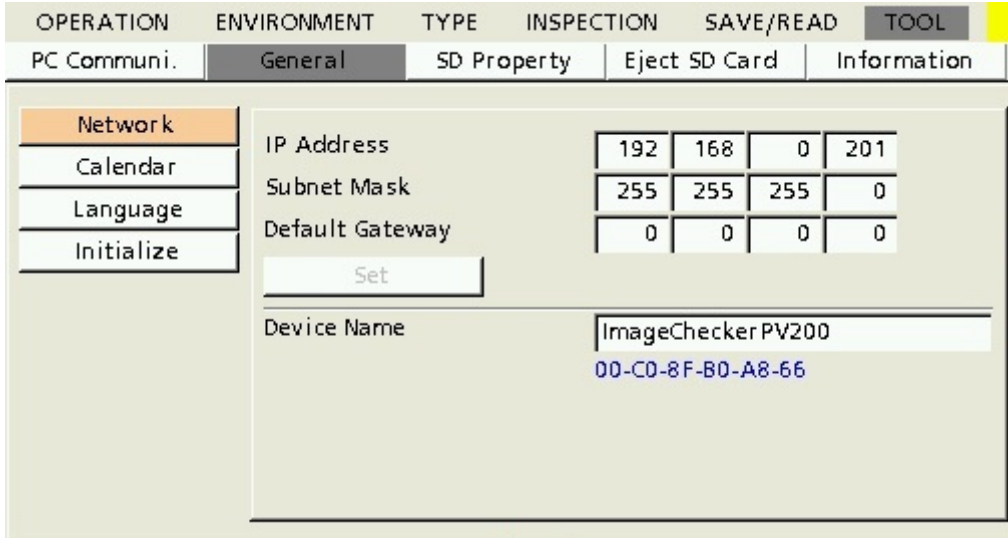 OPERATION ENVIRONMENT TYPE INSPECTION SAVE/READ TOOL
PC Communi. General SD Property Eject SD Card Information
Network
Calendar
Language
Initialize
IP Address 192 168 0 201
Subnet Mask 255 255 255 0
Default Gateway 0 0 0 0
Set
Device Name ImageCheckerPV200
00-C0-8F-B0-A8-66